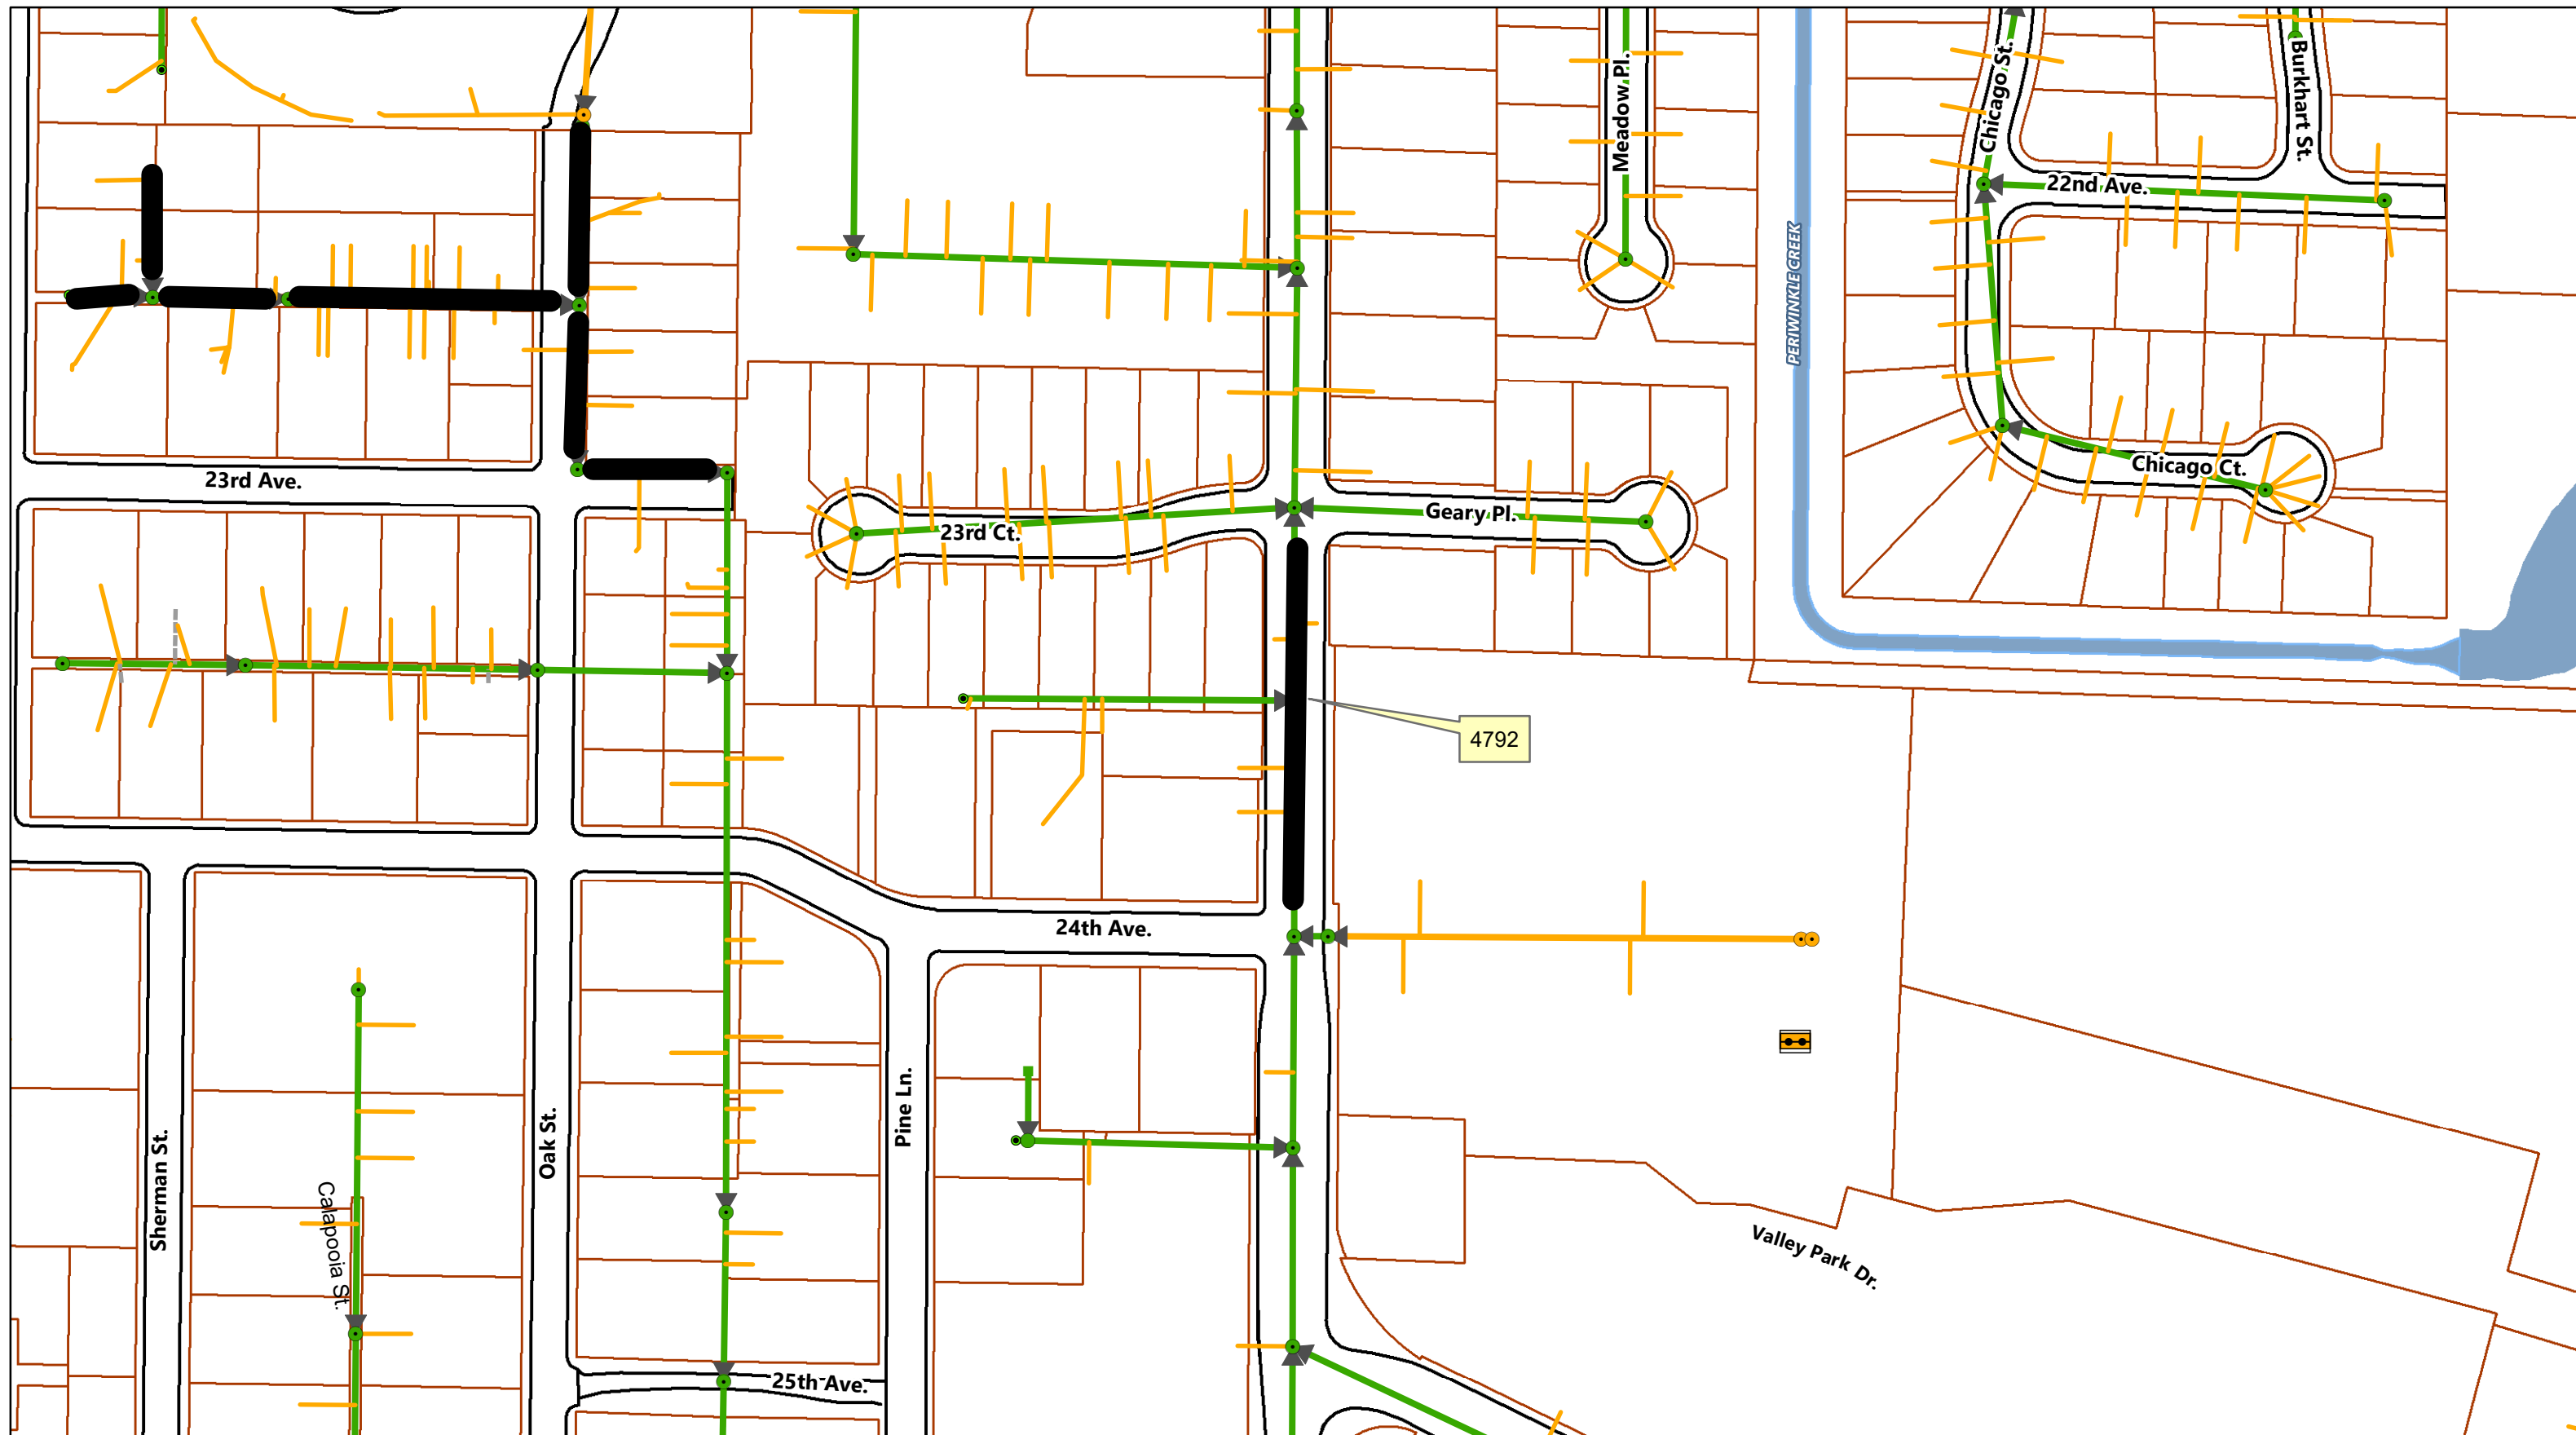 Meadow Pl.
Chicago St.
Burkhart St.
22nd Ave.
PERIWINKLE CREEK
23rd Ave.
Chicago Ct.
Geary Pl.
23rd Ct.
4792
24th Ave.
Sherman St.
Calapooia St.
Oak St.
Pine Ln.
Valley Park Dr.
25th Ave.